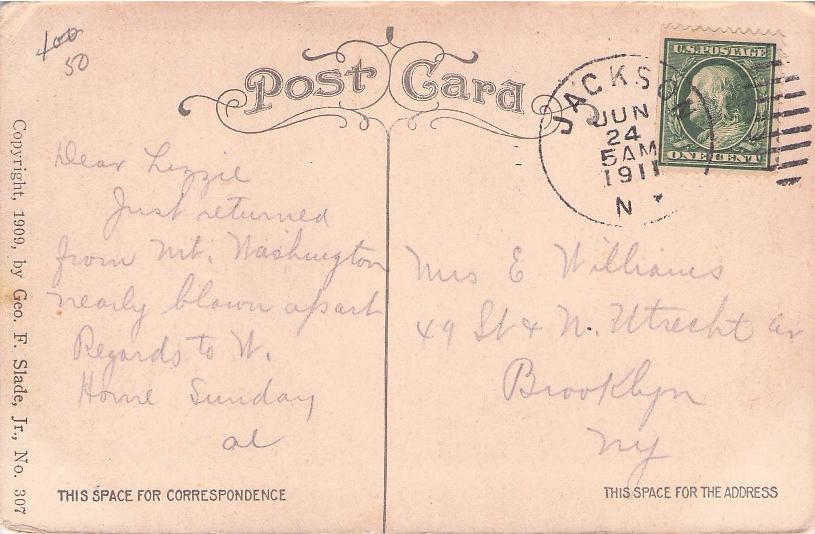 400
50
Post Card
U.S. POSTAGE
ONE CENT
JACKSON
JUN
24
5 AM
1911
N
Dear Lizzie
Just returned
from Mt. Washington
nearly blown apart
Regards to W.
Home Sunday
al
Mrs E Williams
49 St & N. Utrecht av
Brooklyn
ny
Copyright, 1909, by Geo. F. Slade, Jr., No. 307
THIS SPACE FOR CORRESPONDENCE
THIS SPACE FOR THE ADDRESS